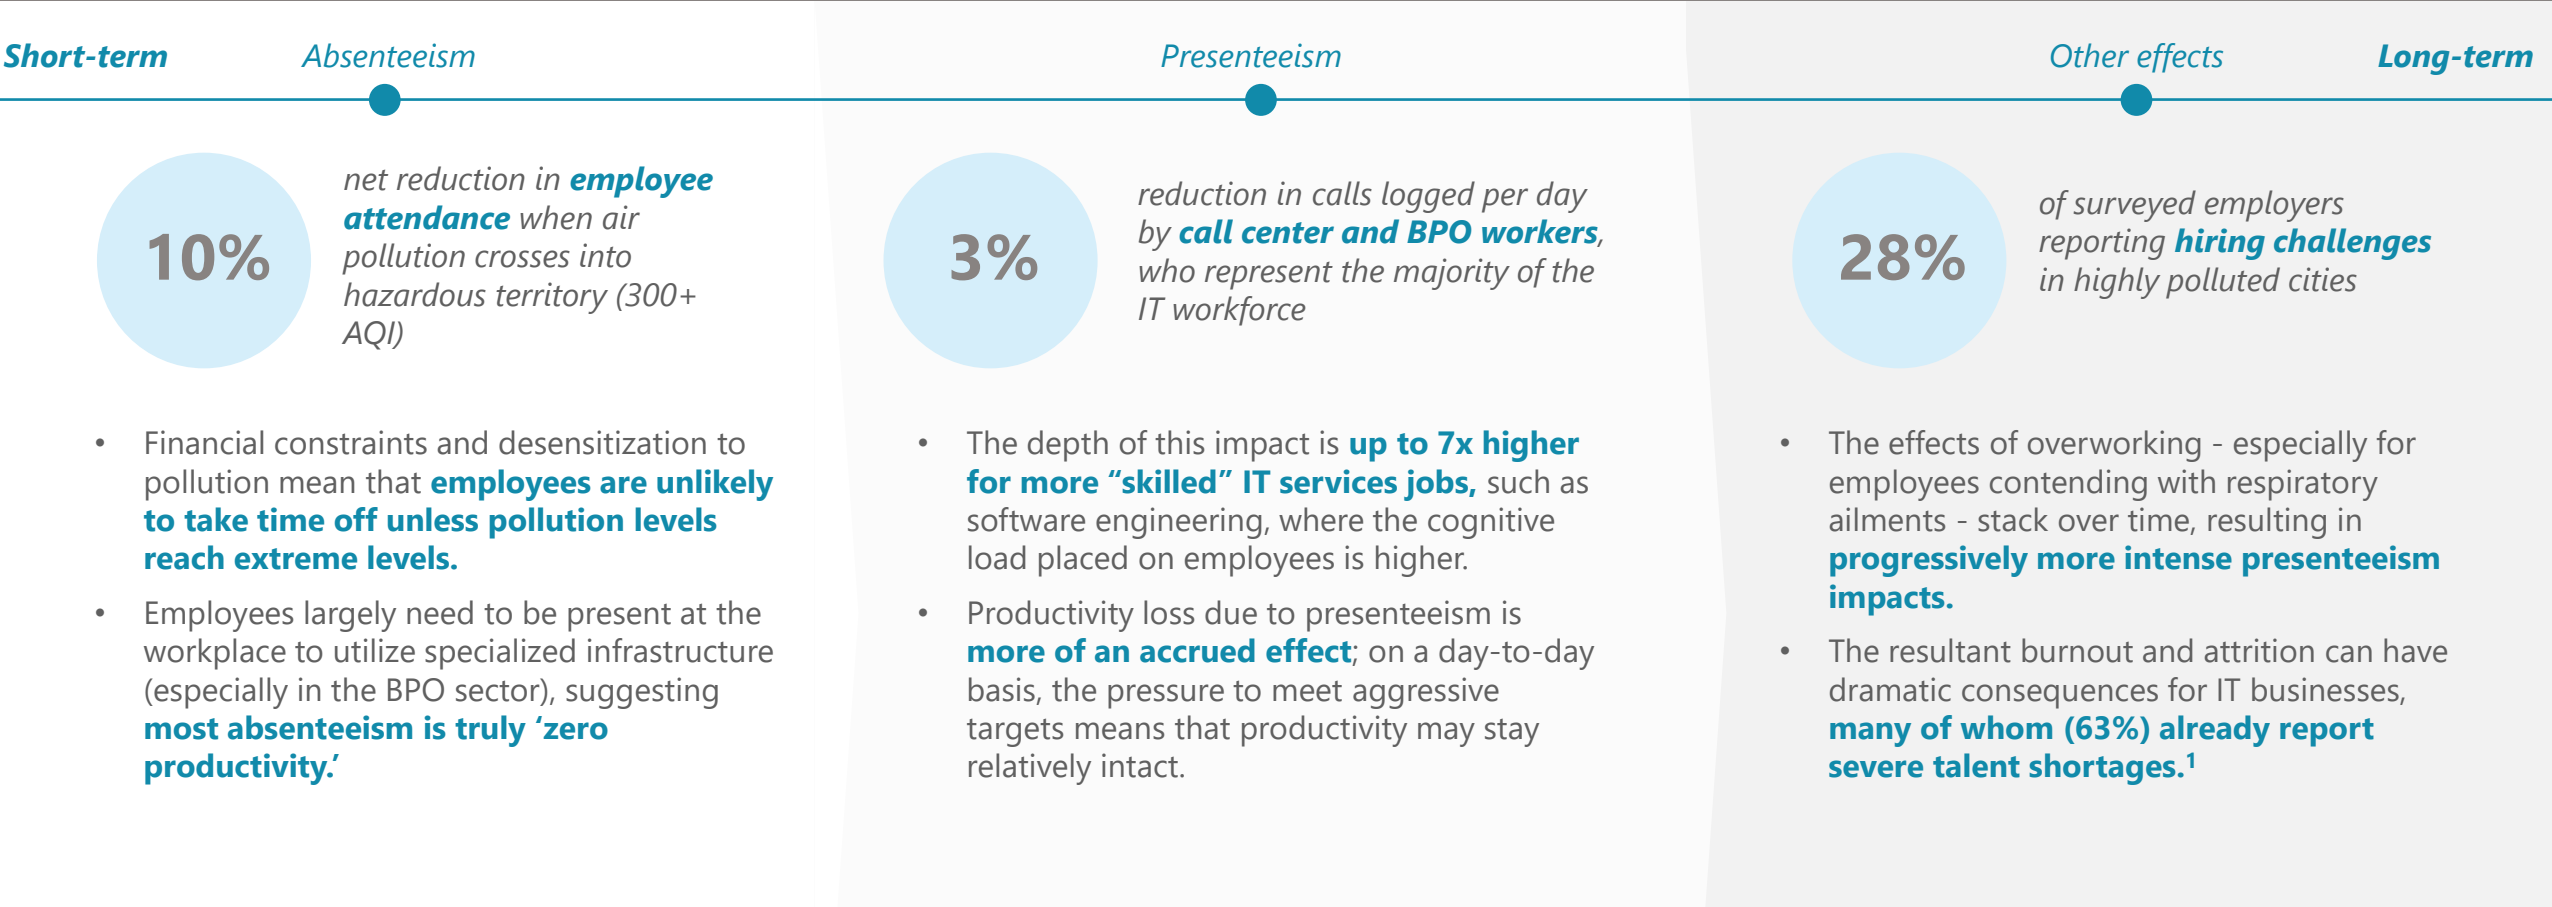 Short-term
Absenteeism
Presenteeism
Other effects
Long-term
10%
net reduction in employee
attendance when air
pollution crosses into
hazardous territory (300+
AQI)
• Financial constraints and desensitization to
pollution mean that employees are unlikely
to take time off unless pollution levels
reach extreme levels.
• Employees largely need to be present at the
workplace to utilize specialized infrastructure
(especially in the BPO sector), suggesting
most absenteeism is truly ‘zero
productivity.’
3%
reduction in calls logged per day
by call center and BPO workers,
who represent the majority of the
IT workforce
• The depth of this impact is up to 7x higher
for more “skilled” IT services jobs, such as
software engineering, where the cognitive
load placed on employees is higher.
• Productivity loss due to presenteeism is
more of an accrued effect; on a day-to-day
basis, the pressure to meet aggressive
targets means that productivity may stay
relatively intact.
28%
of surveyed employers
reporting hiring challenges
in highly polluted cities
• The effects of overworking - especially for
employees contending with respiratory
ailments - stack over time, resulting in
progressively more intense presenteeism
impacts.
• The resultant burnout and attrition can have
dramatic consequences for IT businesses,
many of whom (63%) already report
severe talent shortages.¹